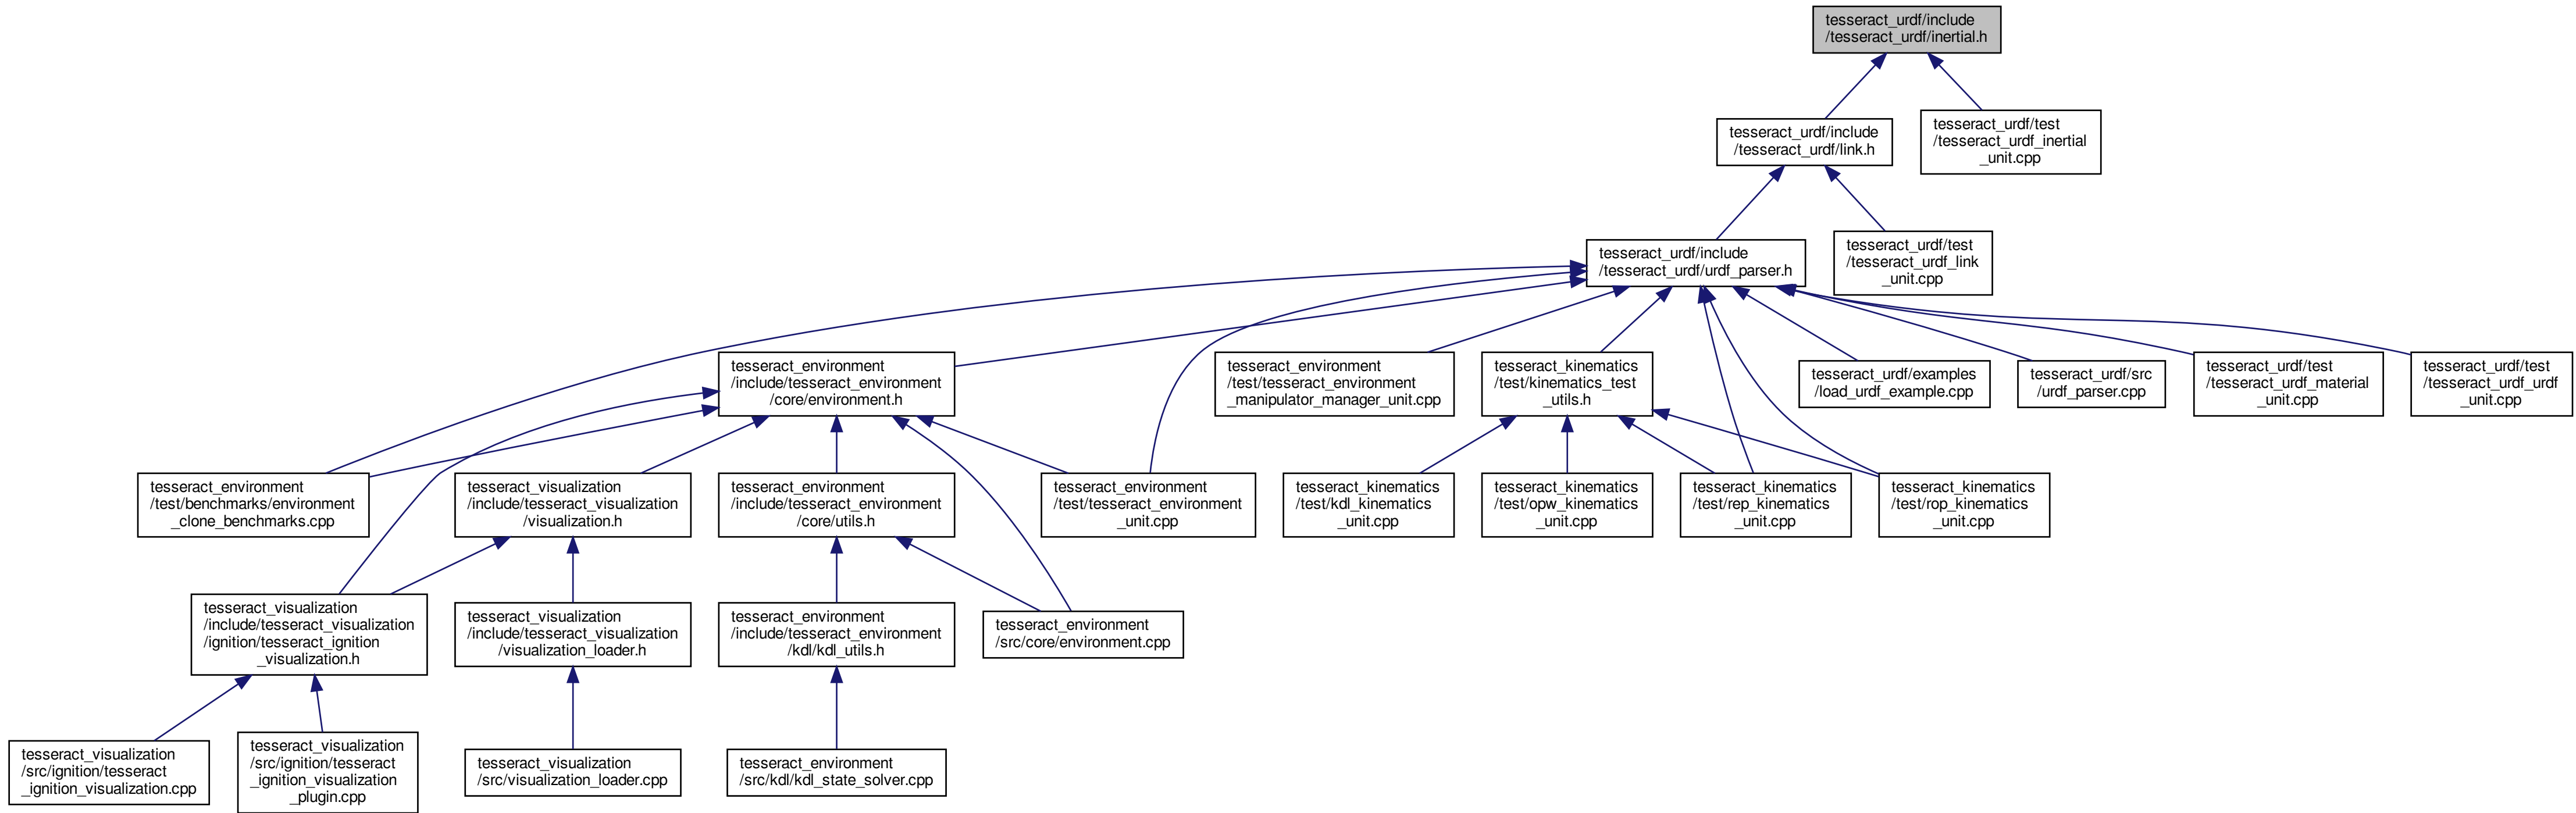 tesseract_urdf/include
/tesseract_urdf/inertial.h
tesseract_urdf/include
/tesseract_urdf/link.h
tesseract_urdf/test
/tesseract_urdf_inertial
_unit.cpp
tesseract_urdf/include
/tesseract_urdf/urdf_parser.h
tesseract_urdf/test
/tesseract_urdf_link
_unit.cpp
tesseract_environment
/include/tesseract_environment
/core/environment.h
tesseract_environment
/test/tesseract_environment
_manipulator_manager_unit.cpp
tesseract_kinematics
/test/kinematics_test
_utils.h
tesseract_urdf/examples
/load_urdf_example.cpp
tesseract_urdf/src
/urdf_parser.cpp
tesseract_urdf/test
/tesseract_urdf_material
_unit.cpp
tesseract_urdf/test
/tesseract_urdf_urdf
_unit.cpp
tesseract_environment
/test/benchmarks/environment
_clone_benchmarks.cpp
tesseract_visualization
/include/tesseract_visualization
/visualization.h
tesseract_environment
/include/tesseract_environment
/core/utils.h
tesseract_environment
/test/tesseract_environment
_unit.cpp
tesseract_kinematics
/test/kdl_kinematics
_unit.cpp
tesseract_kinematics
/test/opw_kinematics
_unit.cpp
tesseract_kinematics
/test/rep_kinematics
_unit.cpp
tesseract_kinematics
/test/rop_kinematics
_unit.cpp
tesseract_visualization
/include/tesseract_visualization
/ignition/tesseract_ignition
_visualization.h
tesseract_visualization
/include/tesseract_visualization
/visualization_loader.h
tesseract_environment
/include/tesseract_environment
/kdl/kdl_utils.h
tesseract_environment
/src/core/environment.cpp
tesseract_visualization
/src/ignition/tesseract
_ignition_visualization.cpp
tesseract_visualization
/src/ignition/tesseract
_ignition_visualization
_plugin.cpp
tesseract_visualization
/src/visualization_loader.cpp
tesseract_environment
/src/kdl/kdl_state_solver.cpp